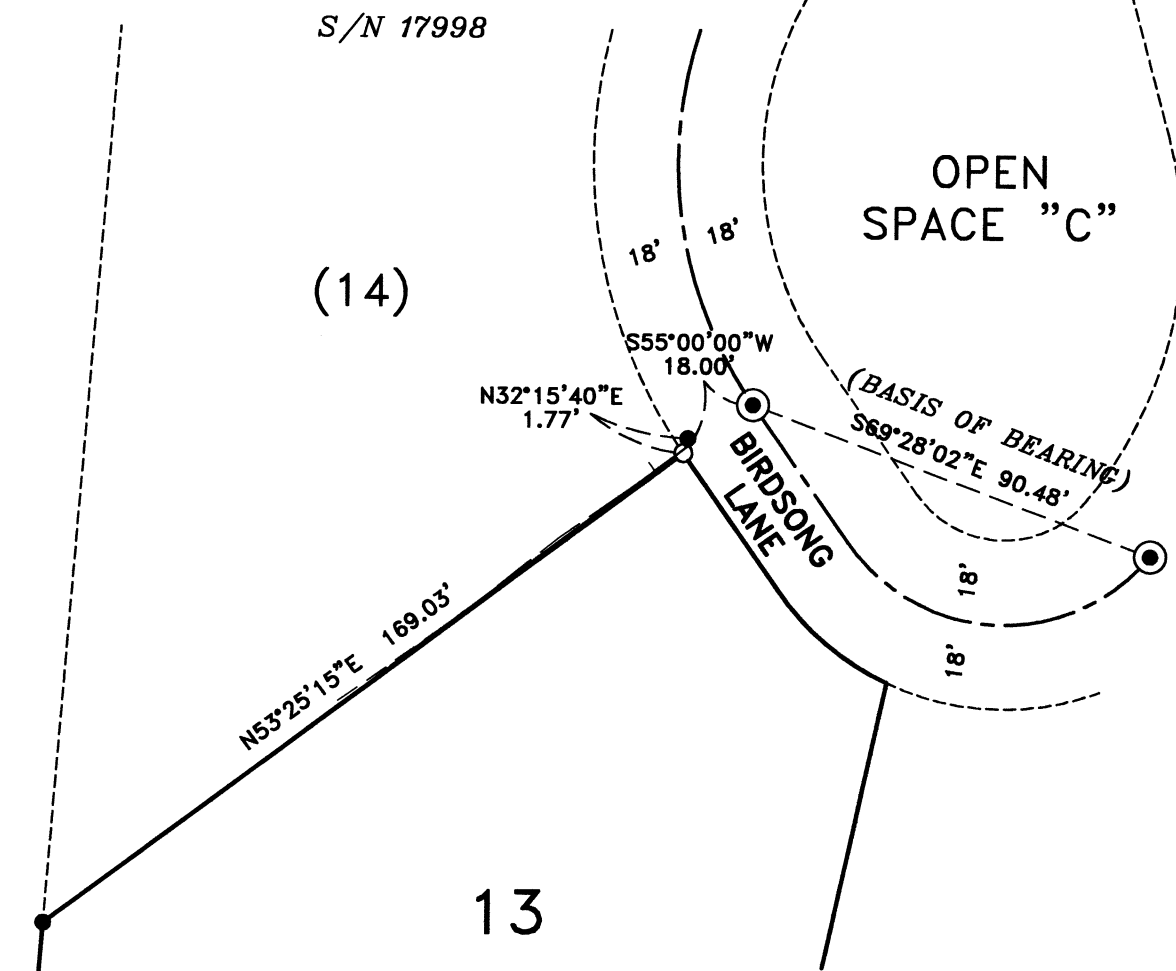 S/N 17998
OPEN
SPACE "C"
18'
18'
(14)
S55°00'00"W
18.00'
N32°15'40"E
1.77'
(BASIS OF BEARING)
S69°28'02"E 90.48'
BIRDSONG
LANE
18'
18'
N53°25'15"E 169.03'
13